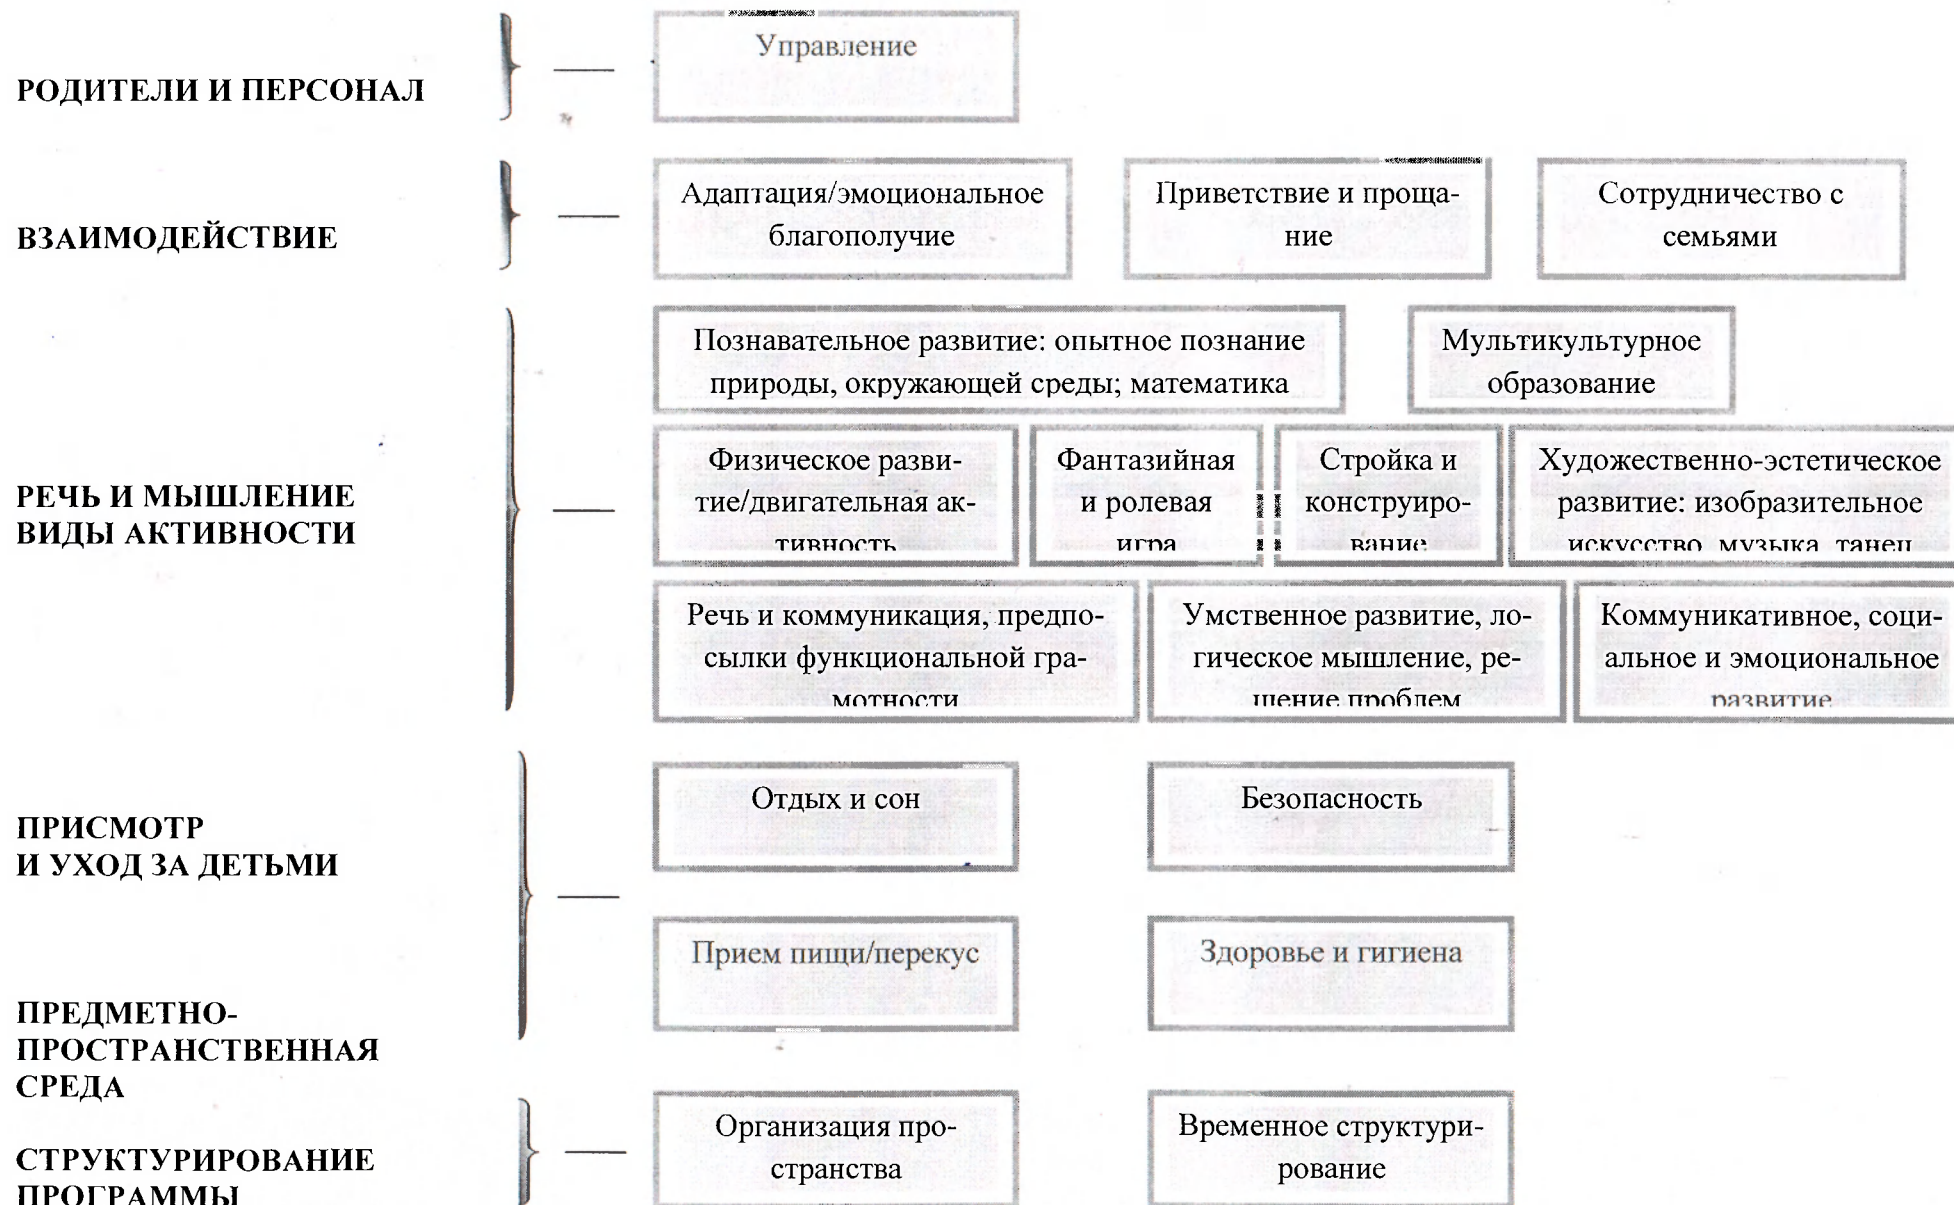 Управление
РОДИТЕЛИ И ПЕРСОНАЛ
Адаптация/эмоциональное
благополучие
Приветствие и проща-
ние
Сотрудничество с
семьями
ВЗАИМОДЕЙСТВИЕ
Познавательное развитие: опытное познание
природы, окружающей среды; математика
Мультикультурное
образование
РЕЧЬ И МЫШЛЕНИЕ
ВИДЫ АКТИВНОСТИ
Физическое разви-
тие/двигательная ак-
тивность
Фантазийная
и ролевая
игра
Стройка и
конструиро-
вание
Художественно-эстетическое
развитие: изобразительное
искусство, музыка, танец
Речь и коммуникация, предпо-
сылки функциональной гра-
мотности
Умственное развитие, ло-
гическое мышление, ре-
шение проблем
Коммуникативное, соци-
альное и эмоциональное
развитие
ПРИСМОТР
И УХОД ЗА ДЕТЬМИ
Отдых и сон
Безопасность
Прием пищи/перекус
Здоровье и гигиена
ПРЕДМЕТНО-
ПРОСТРАНСТВЕННАЯ
СРЕДА
Организация про-
странства
Временное структури-
рование
СТРУКТУРИРОВАНИЕ
ПРОГРАММЫ